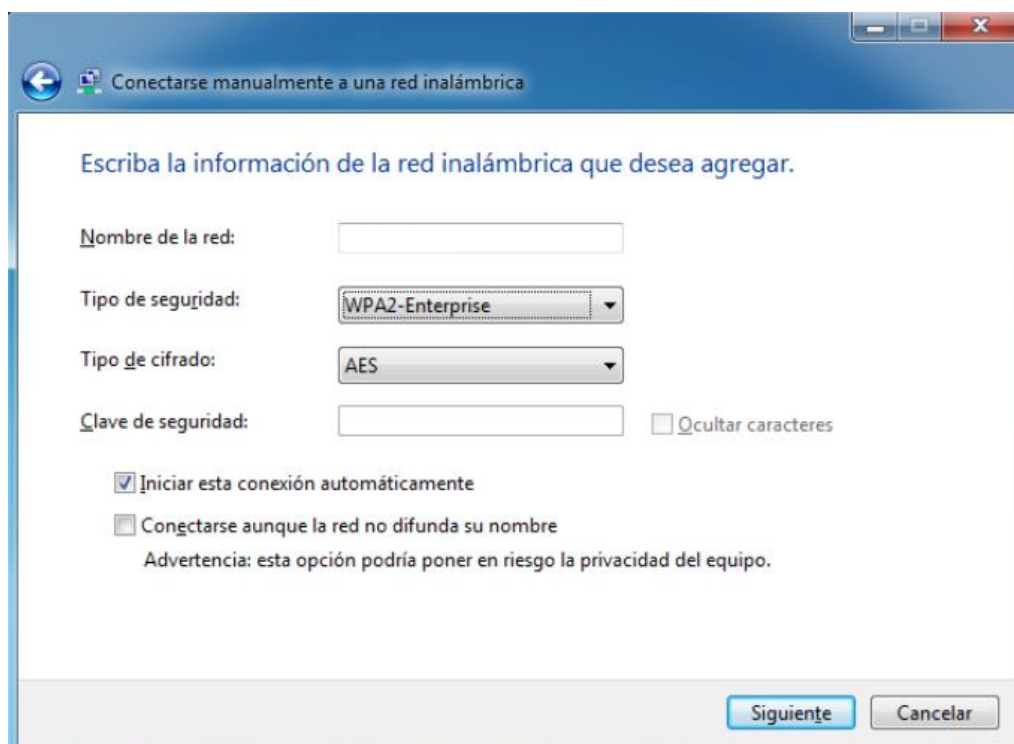 Conectarse manualmente a una red inalámbrica
Escriba la información de la red inalámbrica que desea agregar.
Nombre de la red:
Tipo de seguridad: WPA2-Enterprise
Tipo de cifrado: AES
Clave de seguridad: Ocultar caracteres
Iniciar esta conexión automáticamente
Conectarse aunque la red no difunda su nombre
Advertencia: esta opción podría poner en riesgo la privacidad del equipo.
Siguiente Cancelar